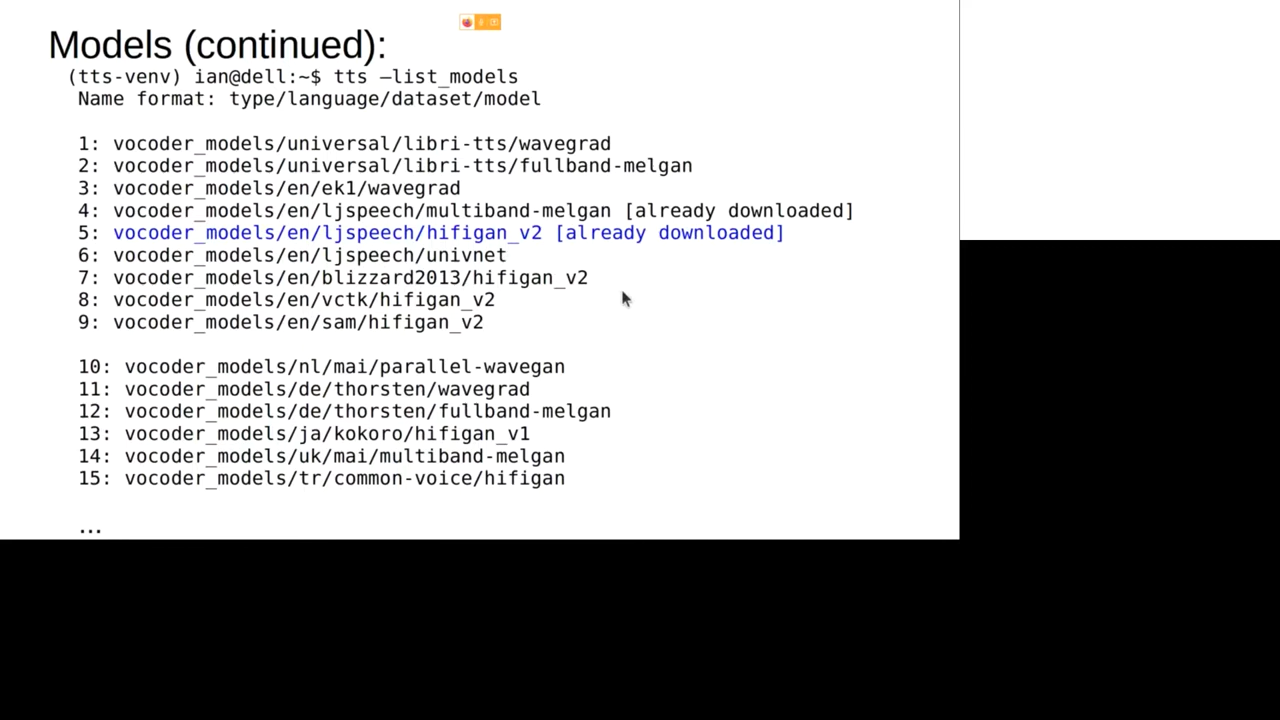 Models (continued):
(tts-venv) ian@dell:~$ tts –list_models
Name format: type/language/dataset/model
1: vocoder_models/universal/libri-tts/wavegrad
2: vocoder_models/universal/libri-tts/fullband-melgan
3: vocoder_models/en/ek1/wavegrad
4: vocoder_models/en/ljspeech/multiband-melgan [already downloaded]
5: vocoder_models/en/ljspeech/hifigan_v2 [already downloaded]
6: vocoder_models/en/ljspeech/univnet
7: vocoder_models/en/blizzard2013/hifigan_v2
8: vocoder_models/en/vctk/hifigan_v2
9: vocoder_models/en/sam/hifigan_v2
10: vocoder_models/nl/mai/parallel-wavegan
11: vocoder_models/de/thorsten/wavegrad
12: vocoder_models/de/thorsten/fullband-melgan
13: vocoder_models/ja/kokoro/hifigan_v1
14: vocoder_models/uk/mai/multiband-melgan
15: vocoder_models/tr/common-voice/hifigan
...